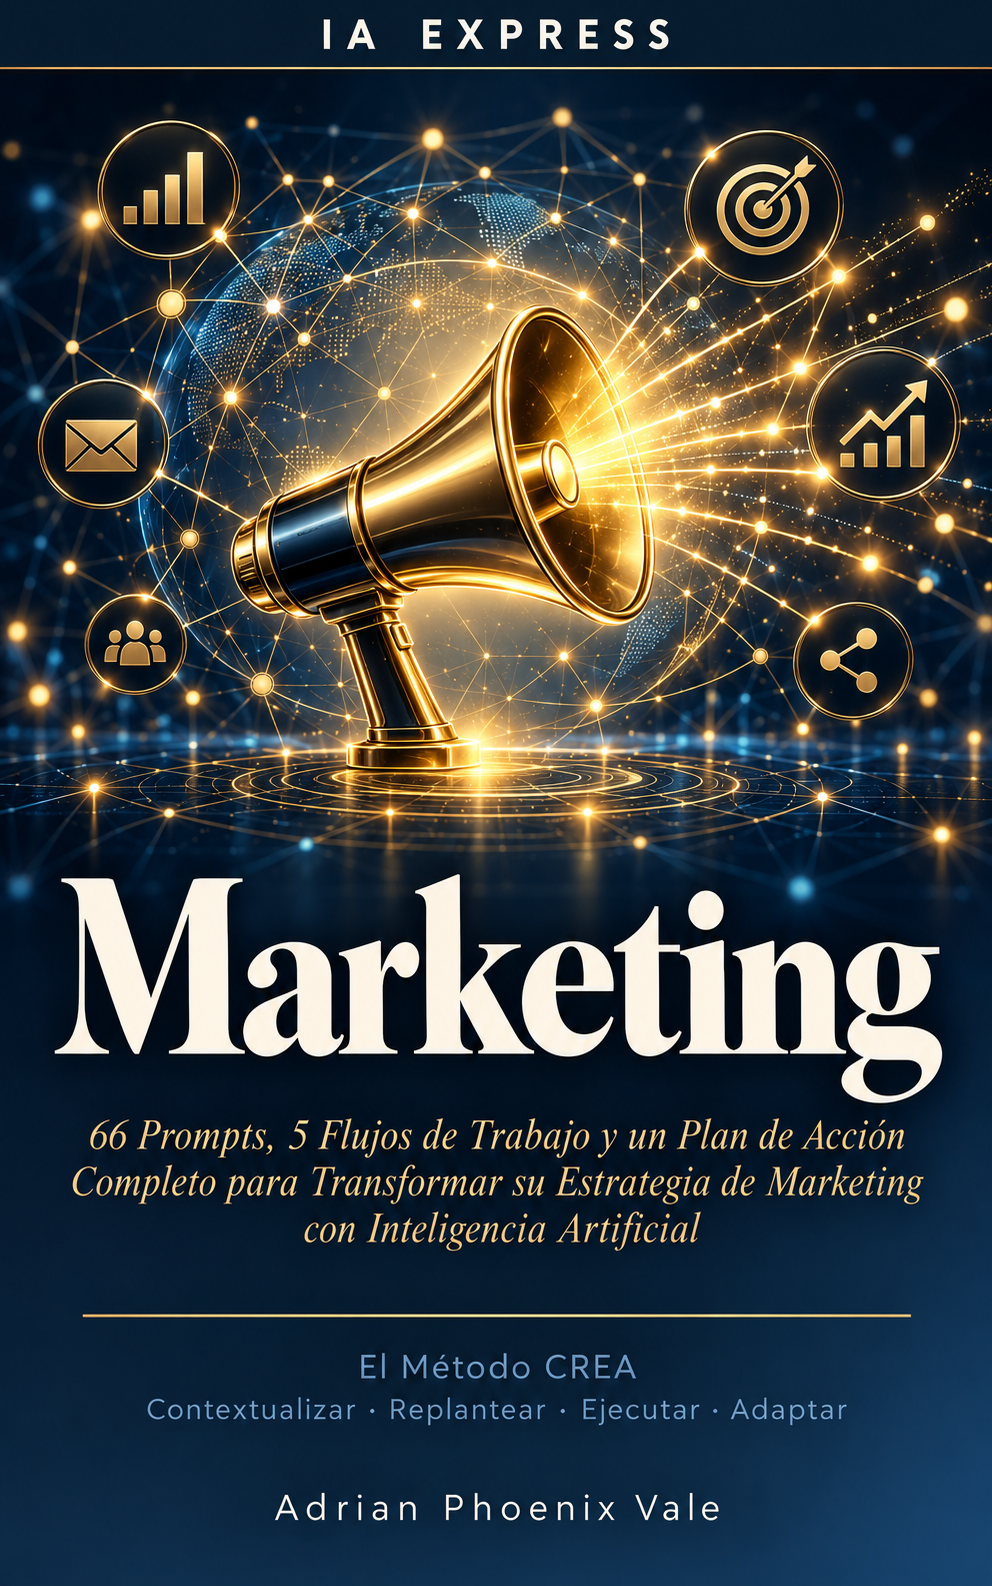 IA EXPRESS
Marketing
66 Prompts, 5 Flujos de Trabajo y un Plan de Acción
Completo para Transformar su Estrategia de Marketing
con Inteligencia Artificial
El Método CREA
Contextualizar · Replantear · Ejecutar · Adaptar
Adrian Phoenix Vale